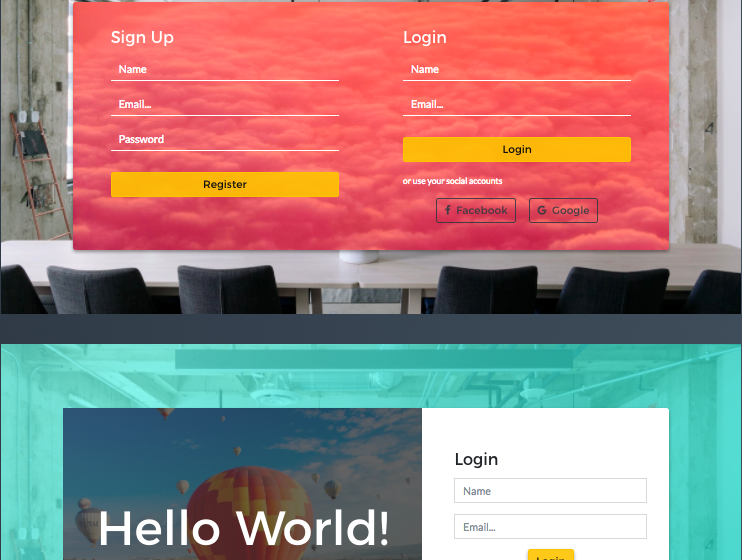 Sign Up
Name
Email...
Password
Register
Login
Name
Email...
Login
or use your social accounts
Facebook
Google
Hello World!
Login
Name
Email...
Login